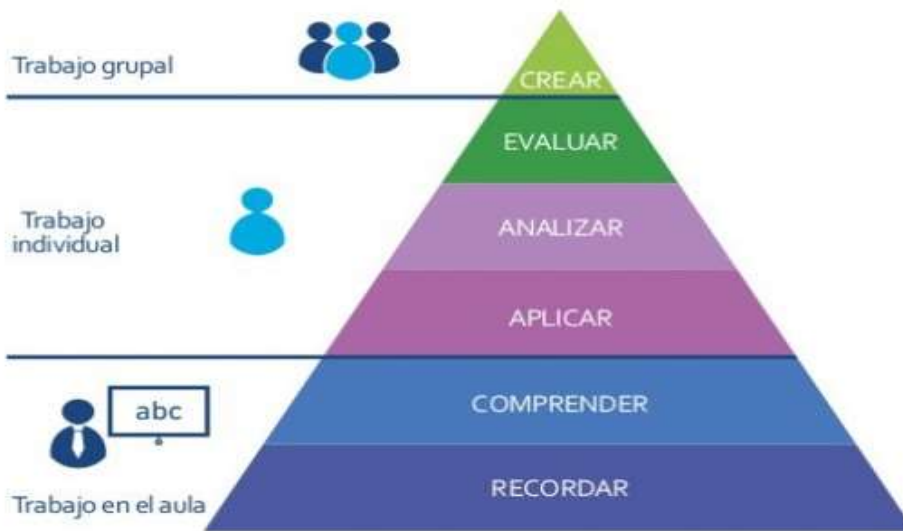 Trabajo grupal
CREAR
EVALUAR
Trabajo
individual
ANALIZAR
APLICAR
abc
COMPRENDER
Trabajo en el aula
RECORDAR